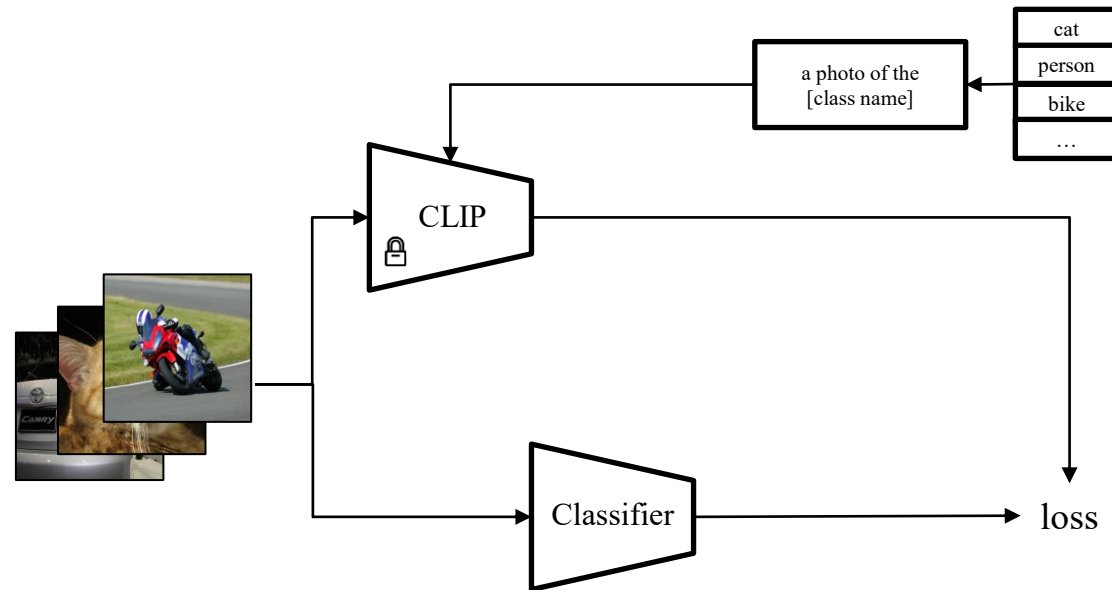 cat
person
a photo of the
[class name]
bike
...
CLIP
CAMRY
Classifier
loss